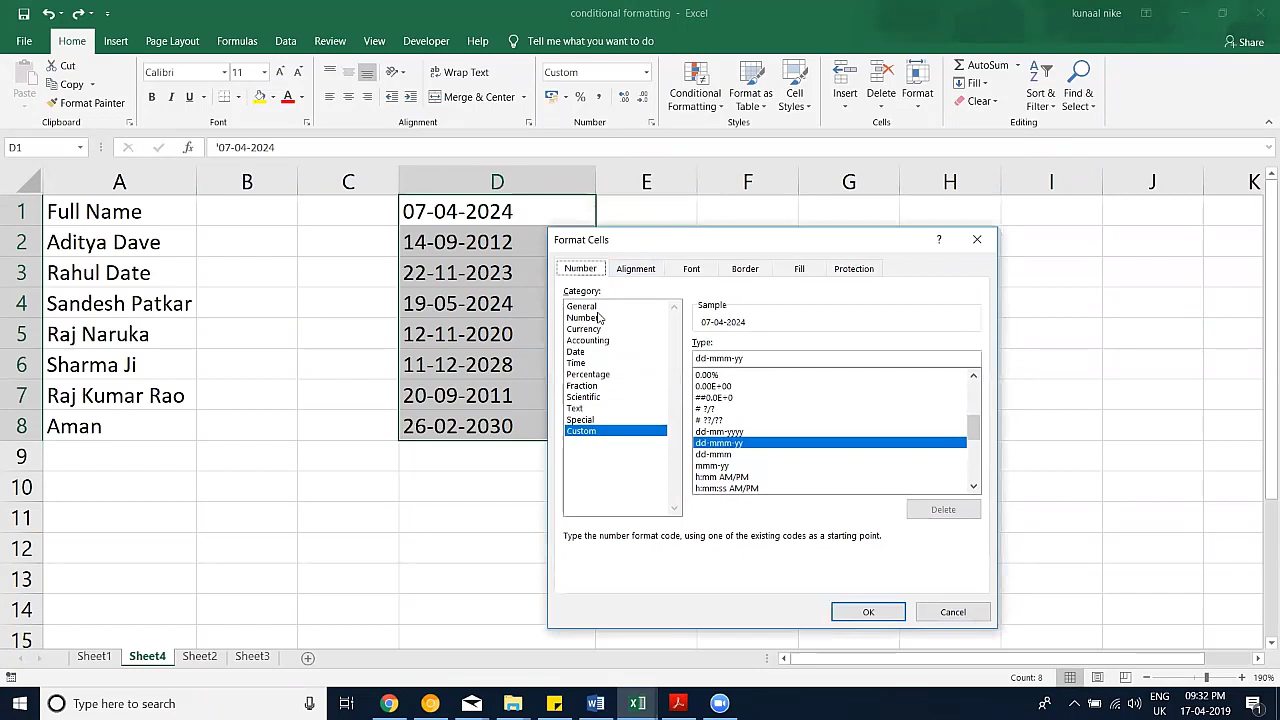 conditional formatting - Excel
kunaal nike
File Home Insert Page Layout Formulas Data Review View Developer Help Tell me what you want to do Share
Paste Cut Copy Format Painter Clipboard
Calibri 11 B I U Font
Wrap Text Merge & Center Alignment
Custom % , Number
Conditional Formatting Format as Table Cell Styles Styles
Insert Delete Format Cells
AutoSum Fill Clear Sort & Filter Find & Select Editing
D1 fx '07-04-2024
A B C D E F G H I J K
1 Full Name 07-04-2024
2 Aditya Dave 14-09-2012
3 Rahul Date 22-11-2023
4 Sandesh Patkar 19-05-2024
5 Raj Naruka 12-11-2020
6 Sharma Ji 11-12-2028
7 Raj Kumar Rao 20-09-2011
8 Aman 26-02-2030
9
10
11
12
13
14
15
Format Cells ?
Number Alignment Font Border Fill Protection
Category:
General
Number
Currency
Accounting
Date
Time
Percentage
Fraction
Scientific
Text
Special
Custom
Sample
07-04-2024
Type:
dd-mmm-yy
0.00%
0.00E+00
##0.0E+0
# ?/?
# ??/??
dd-mm-yyyy
dd-mmm-yy
dd-mmm
mmm-yy
h:mm AM/PM
h:mm:ss AM/PM
Delete
Type the number format code, using one of the existing codes as a starting point.
OK Cancel
Sheet1 Sheet4 Sheet2 Sheet3
Count: 8 190%
Type here to search
ENG
UK
09:32 PM
17-04-2019